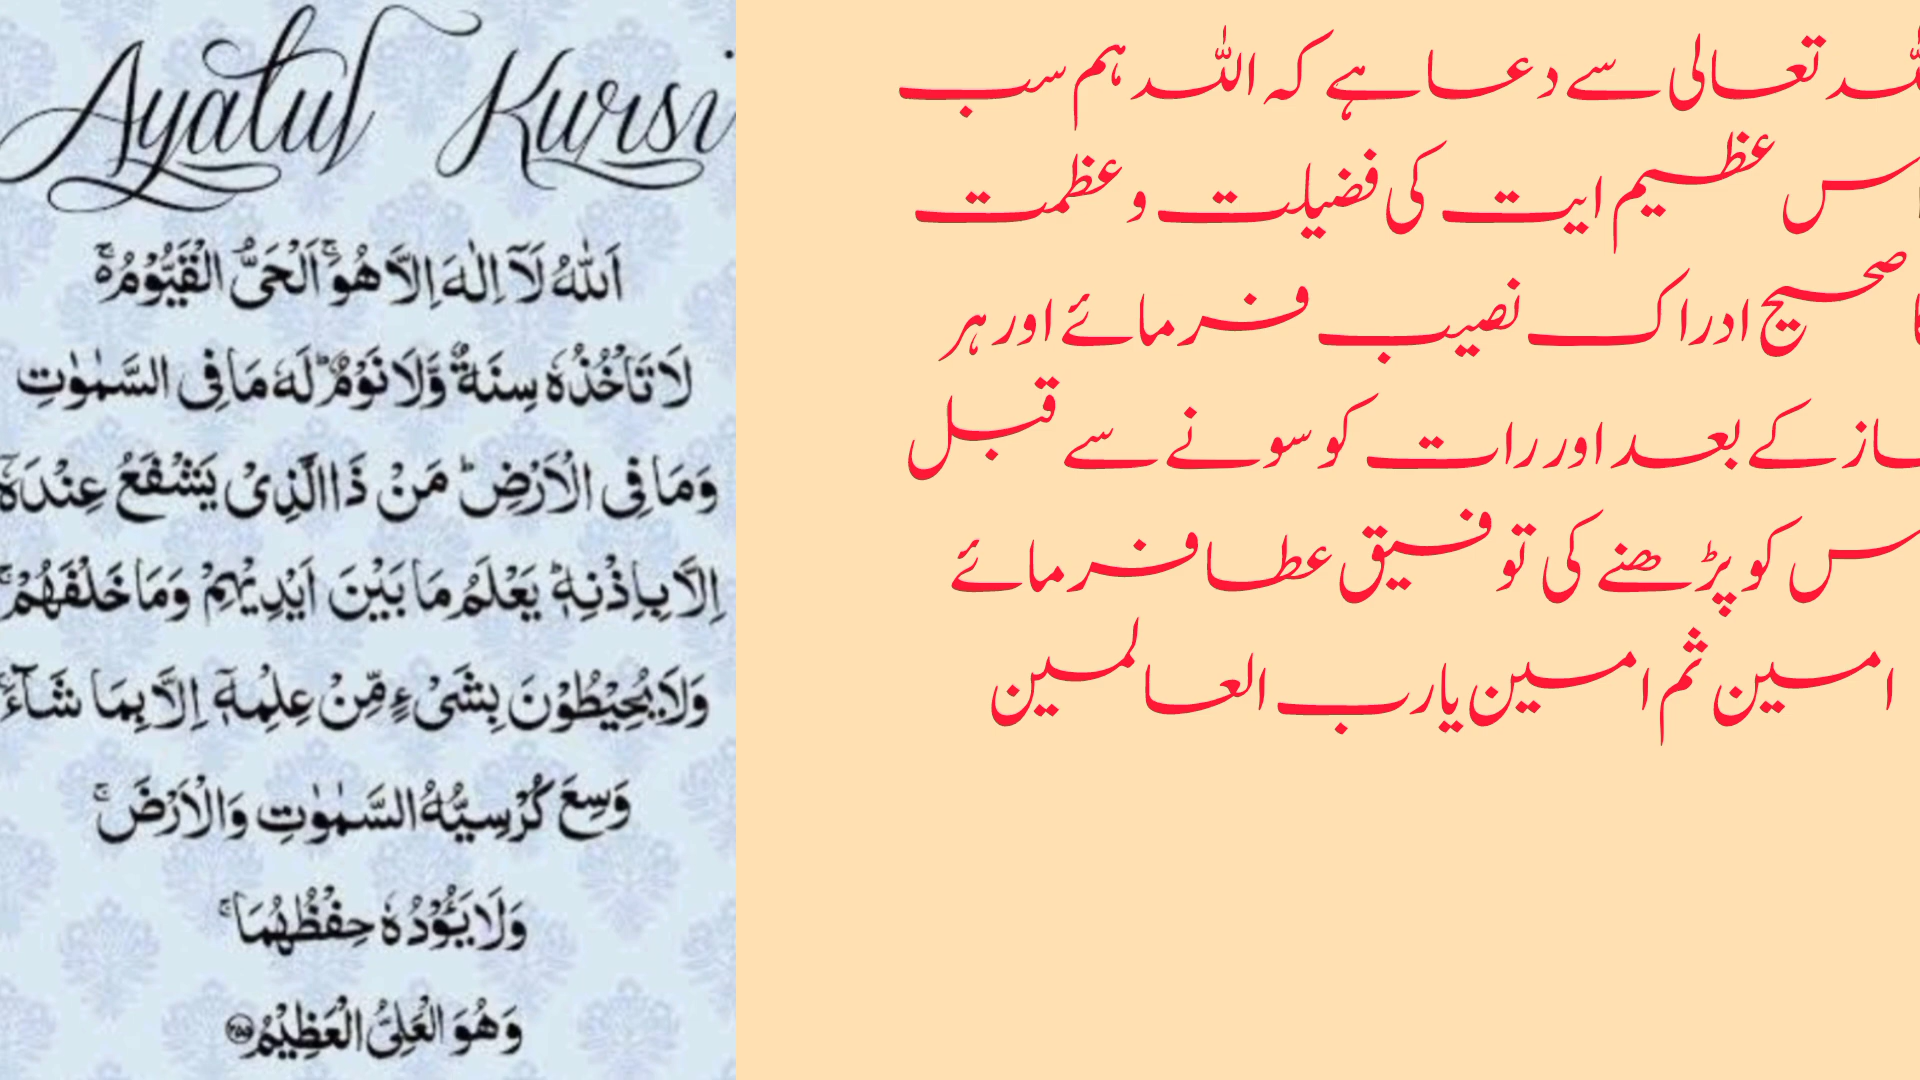 Ayatul Kursi
اَللّٰهُ لَآ اِلٰهَ اِلَّا هُوَ ۚ اَلْحَیُّ الْقَیُّوْمُ ۬ۚ
لَا تَاْخُذُهٗ سِنَةٌ وَّلَا نَوْمٌ ؕ لَهٗ مَا فِی السَّمٰوٰتِ
وَمَا فِی الْاَرْضِ ؕ مَنْ ذَا الَّذِیْ یَشْفَعُ عِنْدَهٗۤ
اِلَّا بِاِذْنِهٖ ؕ یَعْلَمُ مَا بَیْنَ اَیْدِیْهِمْ وَمَا خَلْفَهُمْ ۚ
وَلَا یُحِیْطُوْنَ بِشَیْءٍ مِّنْ عِلْمِهٖۤ اِلَّا بِمَا شَآءَ ۚ
وَسِعَ كُرْسِیُّهُ السَّمٰوٰتِ وَالْاَرْضَ ۚ
وَلَا یَـُٔوْدُهٗ حِفْظُهُمَا ۚ
وَهُوَ الْعَلِیُّ الْعَظِیْمُ ۲۵۵
تعالی سے دعا ہے کہ اللہ ہم سب
عظیم ایت کی فضیلت و عظمت
صحیح ادراک نصیب فرمائے اور ہر
کے بعد اور رات کو سونے سے قبل
کو پڑھنے کی توفیق عطا فرمائے
امین ثم امین یارب العالمین